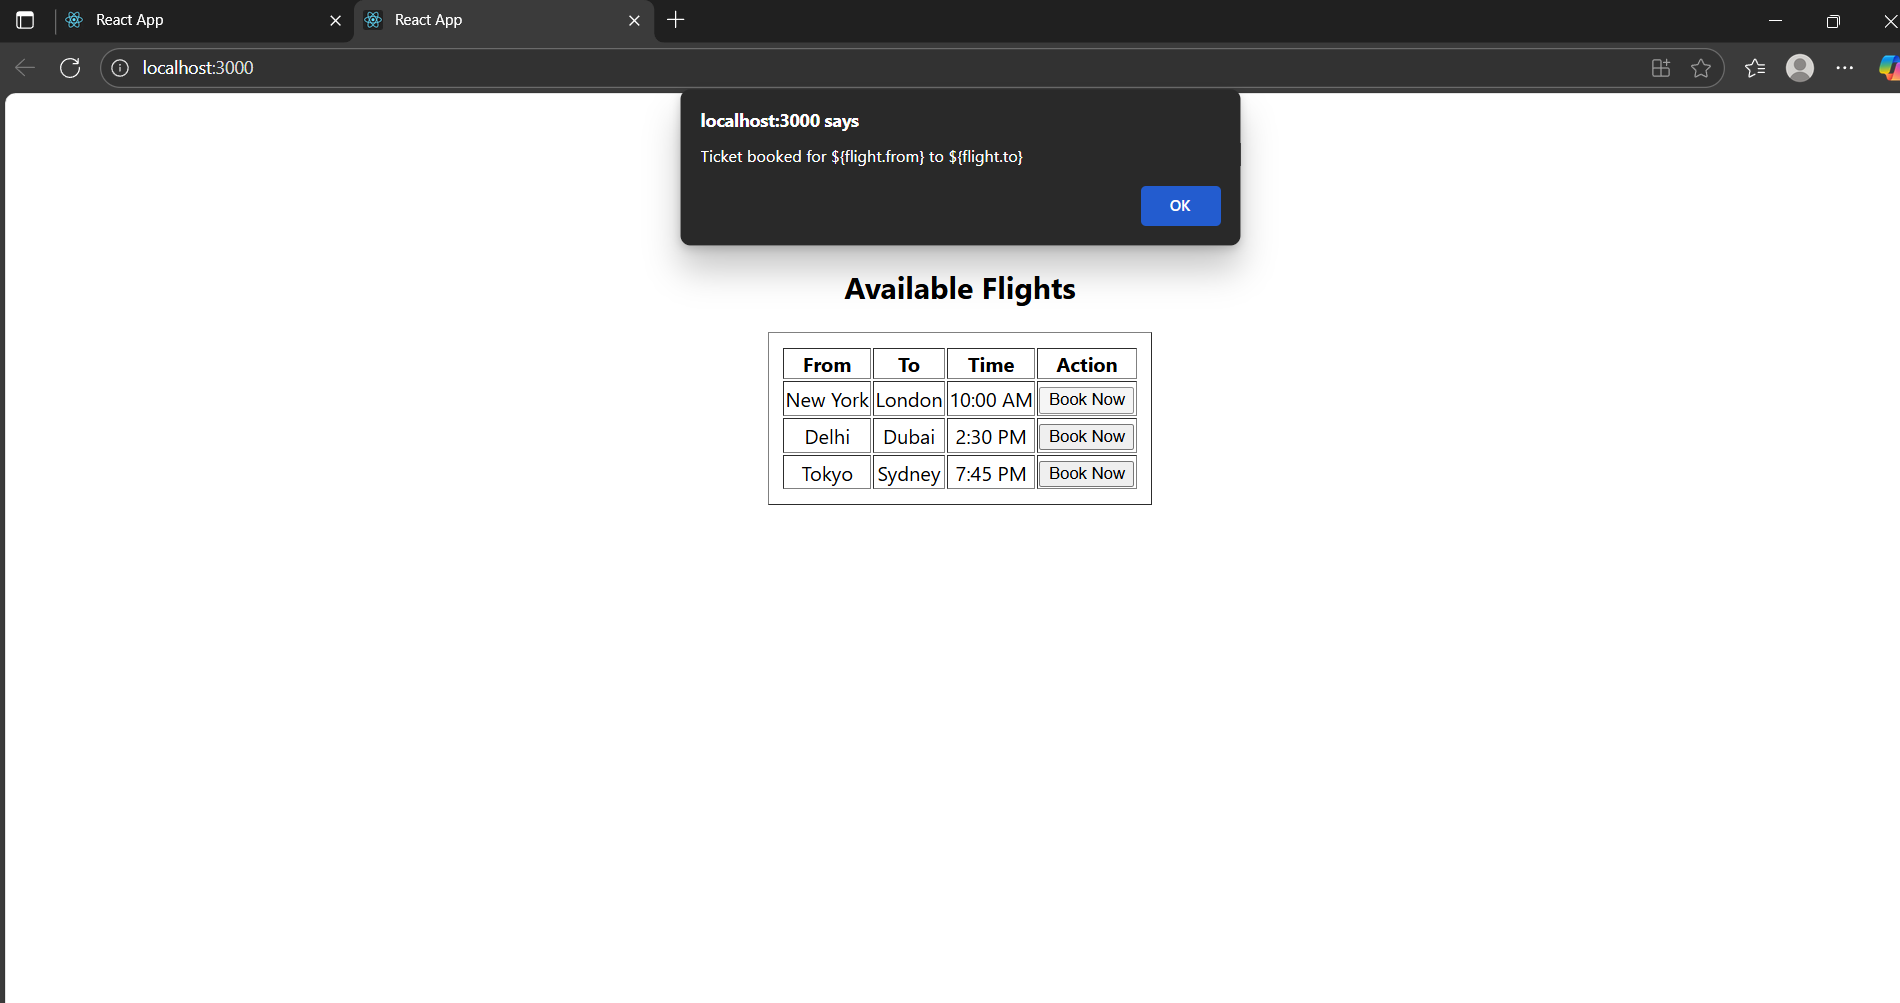 React App
React App
localhost:3000
localhost:3000 says
Ticket booked for ${flight.from} to ${flight.to}
OK
Available Flights
From To Time Action
New York London 10:00 AM Book Now
Delhi Dubai 2:30 PM Book Now
Tokyo Sydney 7:45 PM Book Now